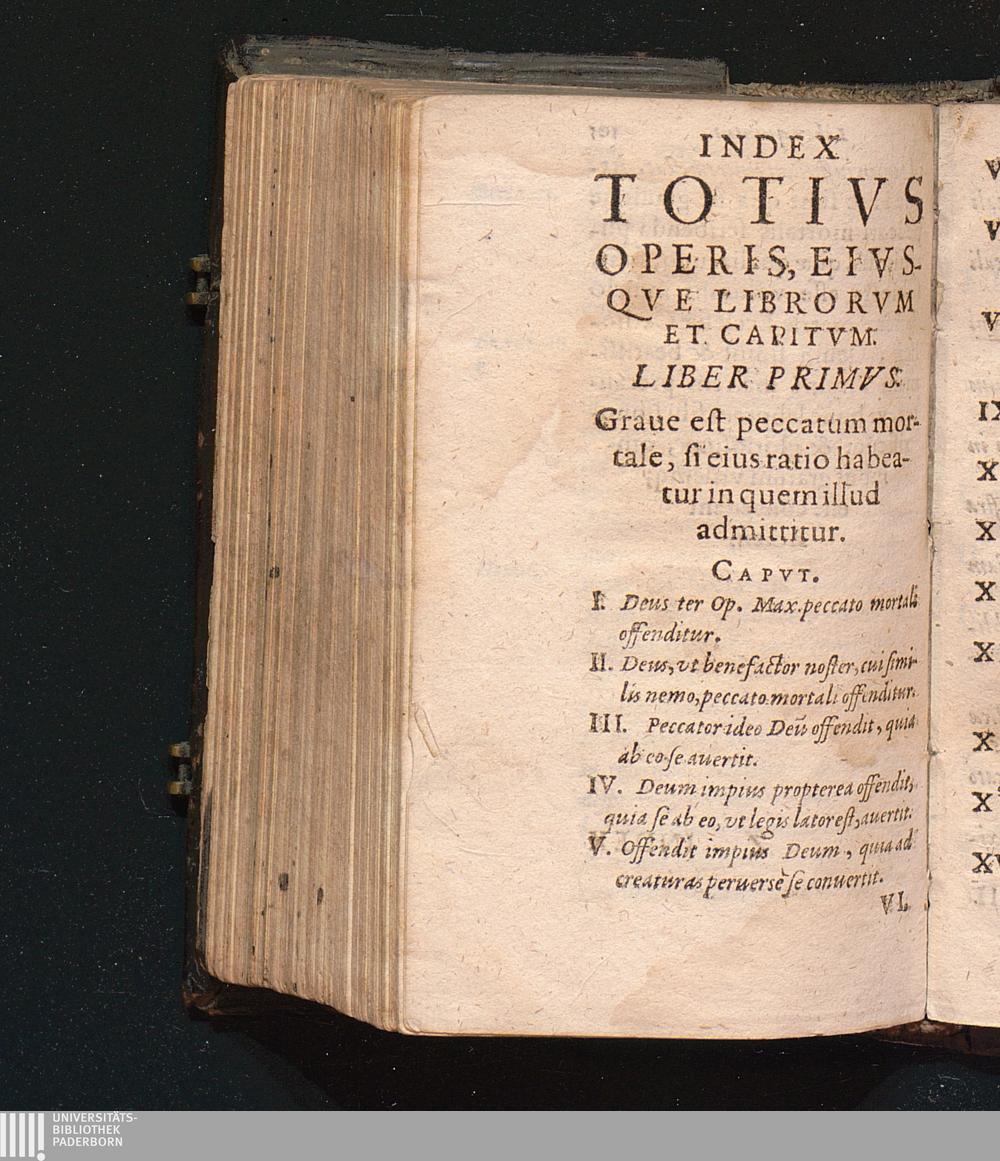 INDEX
TOTIVS
OPERIS, EIVS-
QVE LIBRORVM
ET CAPITVM.
LIBER PRIMVS.
Graue eſt peccatum mor-
tale, ſi eius ratio habea-
tur in quem illud
admittitur.
CAPVT.
I. Deus ter Op. Max. peccato mortali
offenditur.
II. Deus, vt benefactor noſter, cui ſimi-
lis nemo, peccato mortali offenditur.
III. Peccator ideo Deū offendit, quia
ab eo ſe auertit.
IV. Deum impius propterea offendit,
quia ſe ab eo, vt legis lator eſt, auertit.
V. Offendit impius Deum, quia ad
creaturas peruersè ſe conuertit.
VI.
V
V
V
IX
X
X
X
X
X
X
XV
UNIVERSITÄTS-
BIBLIOTHEK
PADERBORN